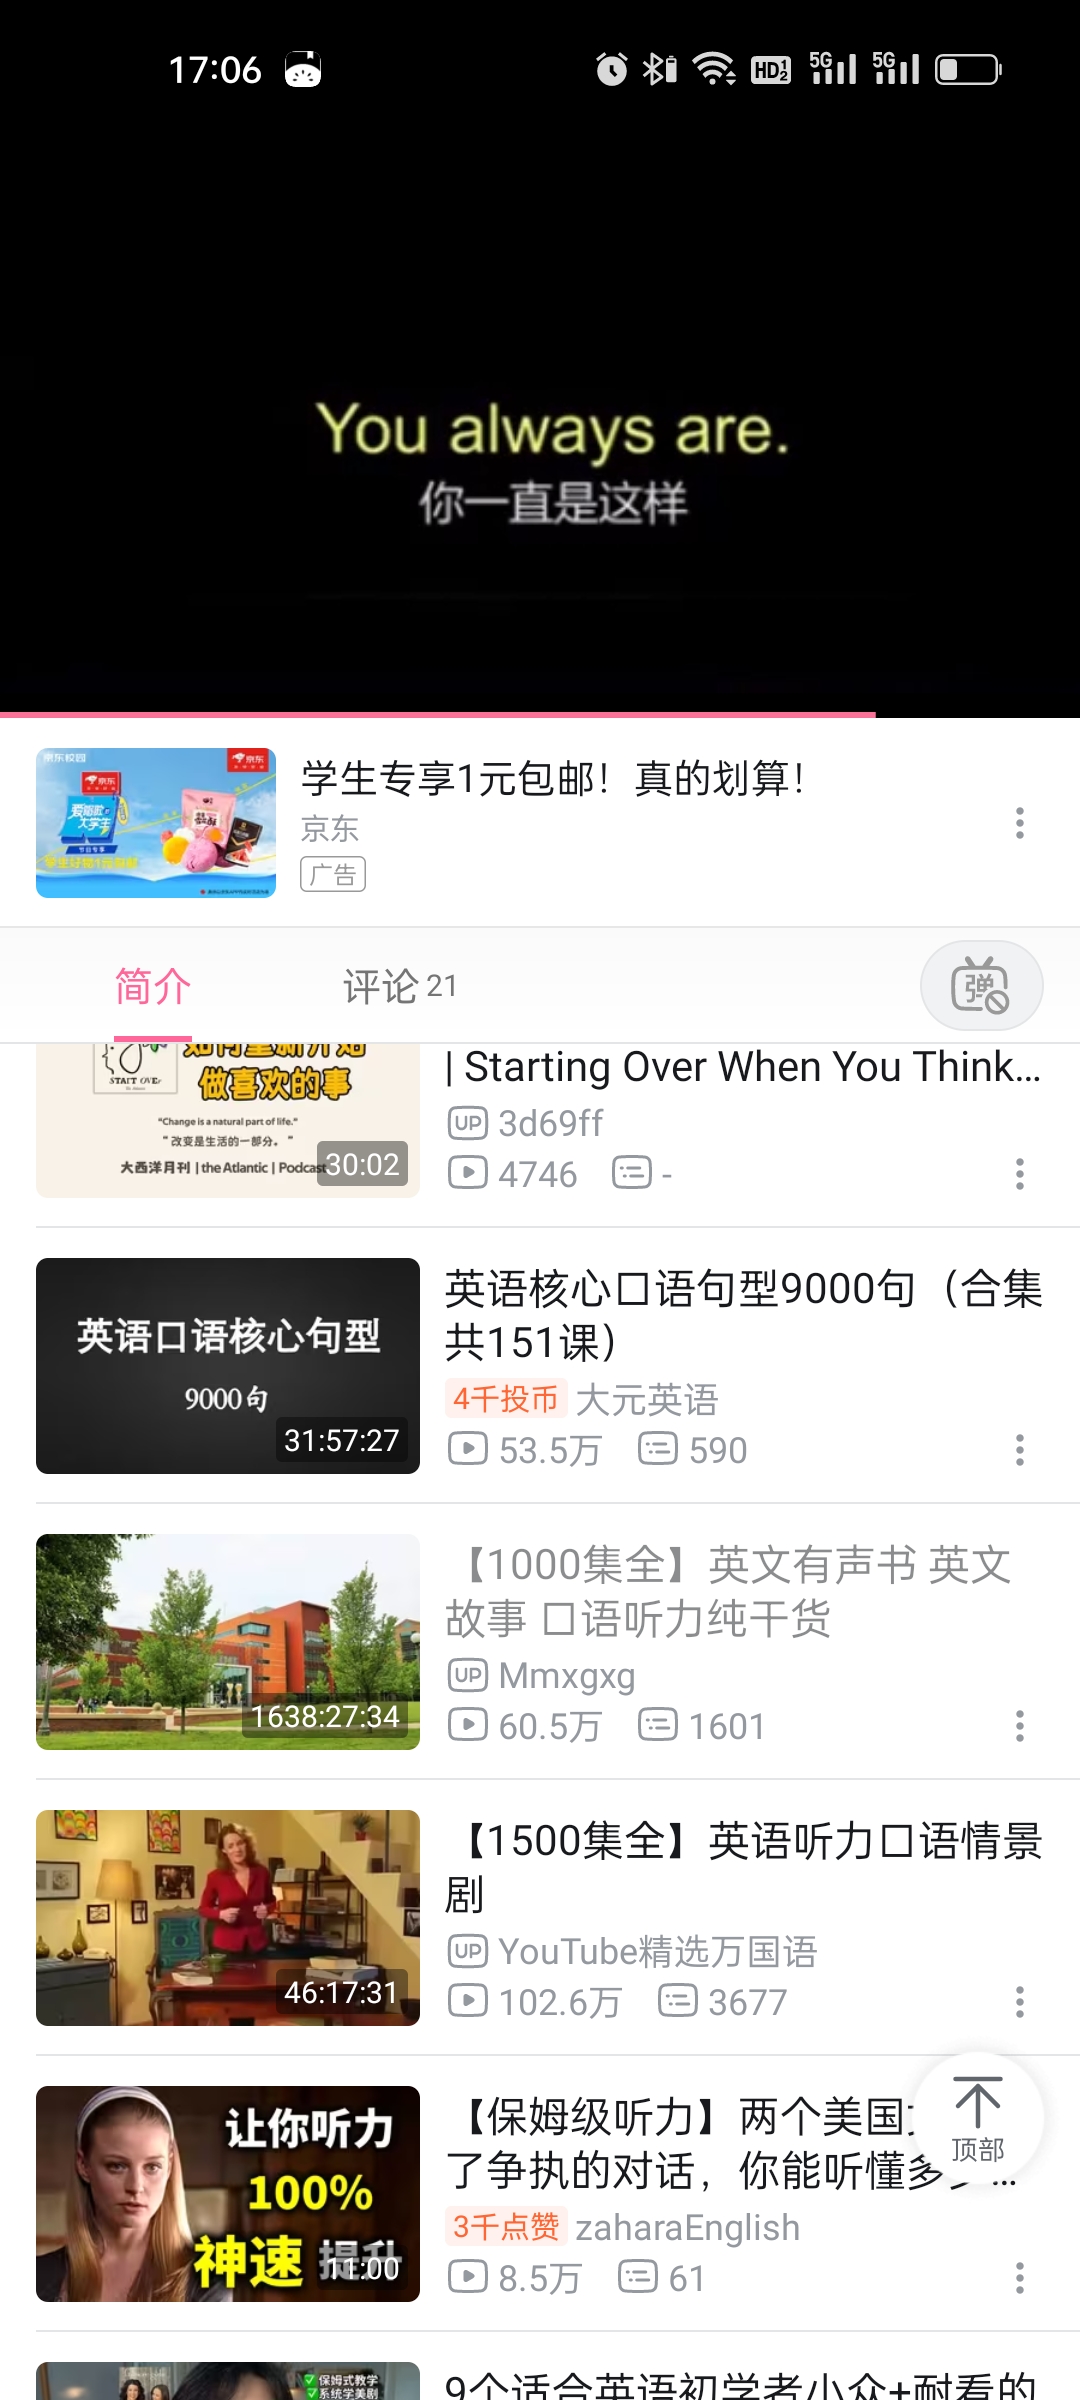 17:06
HD 1 2
5G
5G
You always are.
你一直是这样
京东校园
京东
京东
学生专享1元包邮！真的划算！
京东
广告
简介
评论 21
弹
如何重新开始
做喜欢的事
START OVEr
"Change is a natural part of life."
"改变是生活的一部分。"
大西洋月刊 | the Atlantic | Podcast
30:02
| Starting Over When You Think...
UP 3d69ff
4746
-
英语口语核心句型
9000句
31:57:27
英语核心口语句型9000句（合集
共151课）
4千投币 大元英语
53.5万
590
1638:27:34
【1000集全】英文有声书 英文
故事 口语听力纯干货
UP Mmxgxg
60.5万
1601
46:17:31
【1500集全】英语听力口语情景
剧
UP YouTube精选万国语
102.6万
3677
让你听力
100%
神速 提升
11:00
【保姆级听力】两个美国
了争执的对话，你能听懂多...
顶部
3千点赞 zaharaEnglish
8.5万
61
保姆式教学
系统学美剧
9个适合英语初学者小众+耐看的